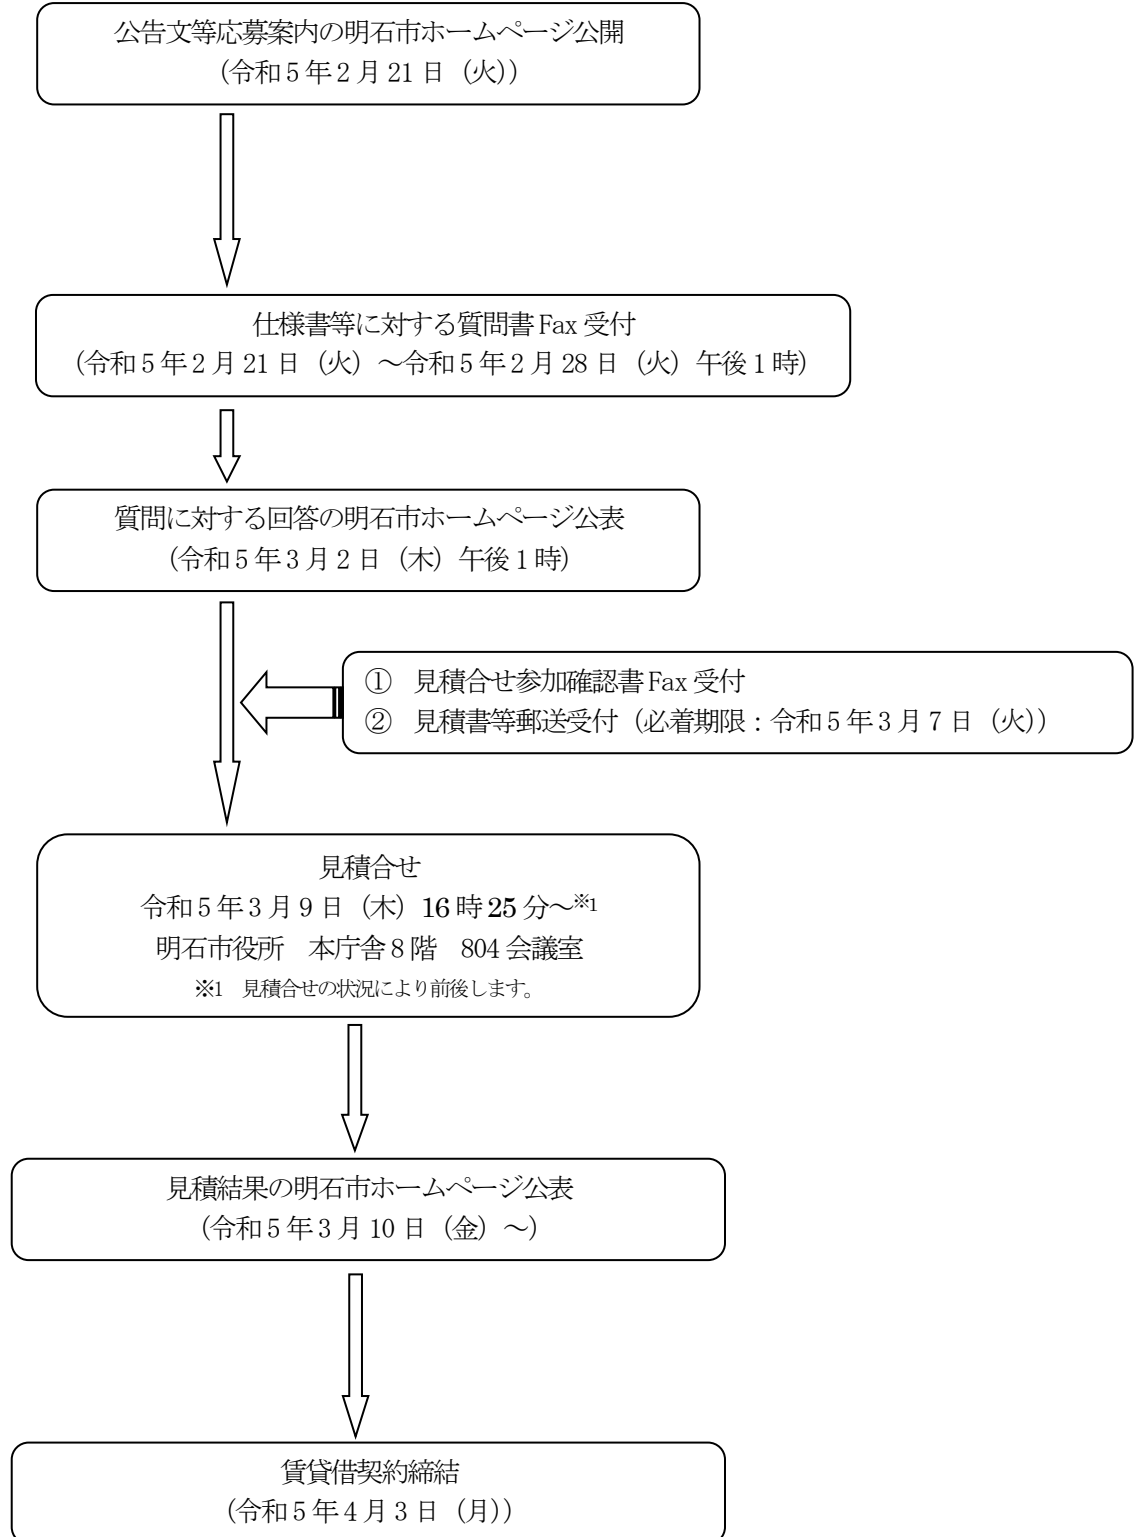 公告文等応募案内の明石市ホームページ公開
(令和5年2月21日(火))
仕様書等に対する質問書Fax受付
(令和5年2月21日(火)~令和5年2月28日(火)午後1時)
質問に対する回答の明石市ホームページ公表
(令和5年3月2日(木)午後1時)
① 見積合せ参加確認書Fax受付
② 見積書等郵送受付(必着期限:令和5年3月7日(火))
見積合せ
令和5年3月9日(木)16時25分~※1
明石市役所 本庁舎8階 804会議室
※1 見積合せの状況により前後します。
見積結果の明石市ホームページ公表
(令和5年3月10日(金)~)
賃貸借契約締結
(令和5年4月3日(月))